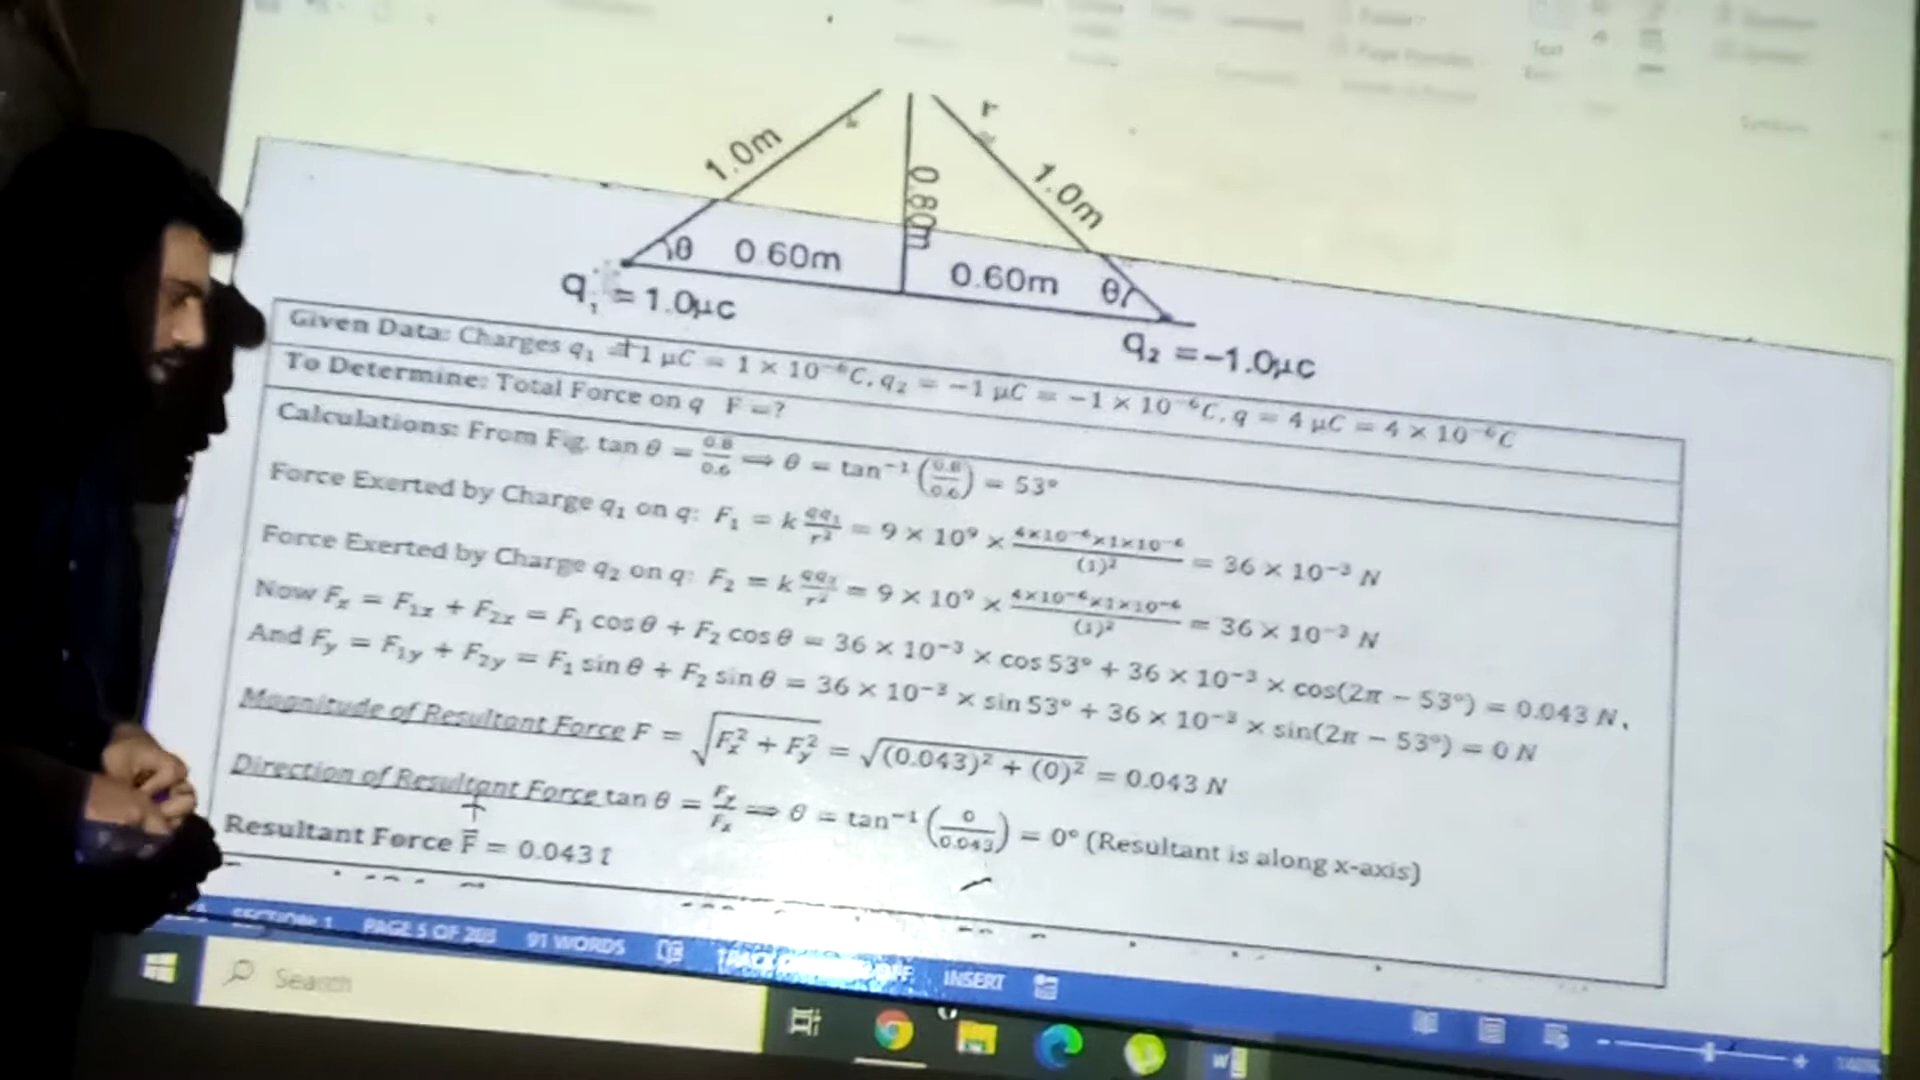 r
1.0m
1.0m
0.80m
θ 0.60m
0.60m θ
q₁ = 1.0μc
q₂ = -1.0μc
Given Data: Charges q₁ = +1 μC = 1 × 10⁻⁶C, q₂ = −1 μC = −1 × 10⁻⁶C, q = 4 μC = 4 × 10⁻⁶C
To Determine: Total Force on q F = ?
Calculations: From Fig. tan θ = 0.8/0.6 ⟹ θ = tan⁻¹ (0.8/0.6) = 53°
Force Exerted by Charge q₁ on q: F₁ = k qq₁/r² = 9 × 10⁹ × 4×10⁻⁶×1×10⁻⁶/(1)² = 36 × 10⁻³ N
Force Exerted by Charge q₂ on q: F₂ = k qq₂/r² = 9 × 10⁹ × 4×10⁻⁶×1×10⁻⁶/(1)² = 36 × 10⁻³ N
Now Fₓ = F₁ₓ + F₂ₓ = F₁ cos θ + F₂ cos θ = 36 × 10⁻³ × cos 53° + 36 × 10⁻³ × cos(2π − 53°) = 0.043 N,
And Fy = F₁y + F₂y = F₁ sin θ + F₂ sin θ = 36 × 10⁻³ × sin 53° + 36 × 10⁻³ × sin(2π − 53°) = 0 N
Magnitude of Resultant Force F = √(Fₓ² + Fy²) = √((0.043)² + (0)²) = 0.043 N
Direction of Resultant Force tan θ = Fy/Fₓ ⟹ θ = tan⁻¹ (0/0.043) = 0° (Resultant is along x-axis)
Resultant Force F̄ = 0.043 î
SECTION: 1 PAGE 5 OF 203 91 WORDS INSERT
Search